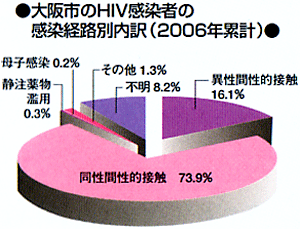 ●大阪市のHIV感染者の
感染経路別内訳(2006年累計)●
母子感染 0.2%
その他 1.3%
静注薬物
濫用
0.3%
不明 8.2%
異性間性的接触
16.1%
同性間性的接触 73.9%